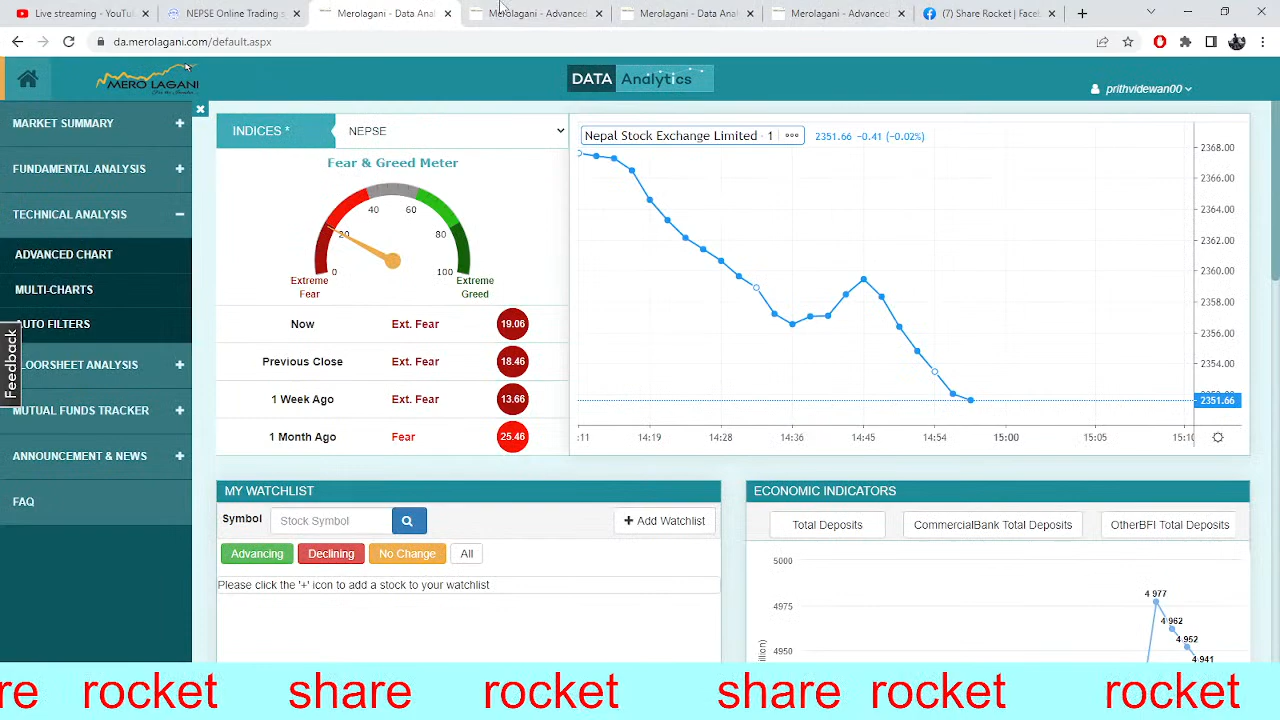 Live streaming - YouTub
NEPSE Online Trading s
Merolagani - Data Anal
Merolagani - Advanced
Merolagani - Data Anal
Merolagani - Advanced
(7) Share Rocket | Faceb
da.merolagani.com/default.aspx
MERO LAGANI
DATA Analytics
prithvidewan00
MARKET SUMMARY +
FUNDAMENTAL ANALYSIS +
TECHNICAL ANALYSIS −
ADVANCED CHART
MULTI-CHARTS
AUTO FILTERS
LOORSHEET ANALYSIS +
MUTUAL FUNDS TRACKER +
ANNOUNCEMENT & NEWS +
FAQ
Feedback
INDICES * NEPSE
Fear & Greed Meter
0 20 40 60 80 100
Extreme Fear
Extreme Greed
Now Ext. Fear 19.06
Previous Close Ext. Fear 18.46
1 Week Ago Ext. Fear 13.66
1 Month Ago Fear 25.46
Nepal Stock Exchange Limited · 1 2351.66 −0.41 (−0.02%)
2368.00
2366.00
2364.00
2362.00
2360.00
2358.00
2356.00
2354.00
2351.66
:11 14:19 14:28 14:36 14:45 14:54 15:00 15:05 15:10
MY WATCHLIST
Symbol Stock Symbol + Add Watchlist
Advancing Declining No Change All
Please click the '+' icon to add a stock to your watchlist
ECONOMIC INDICATORS
Total Deposits CommercialBank Total Deposits OtherBFI Total Deposits
5000
4975
4950
4 977
4 962
4 952
4 941
llion)
re rocket share rocket share rocket rocket